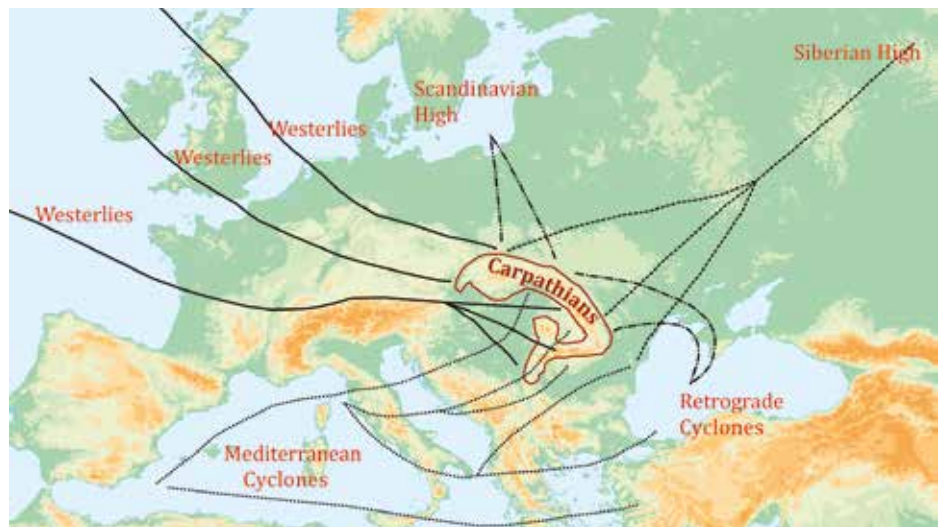 Siberian High
Scandinavian
High
Westerlies
Westerlies
Westerlies
Carpathians
Retrograde
Cyclones
Mediterranean
Cyclones